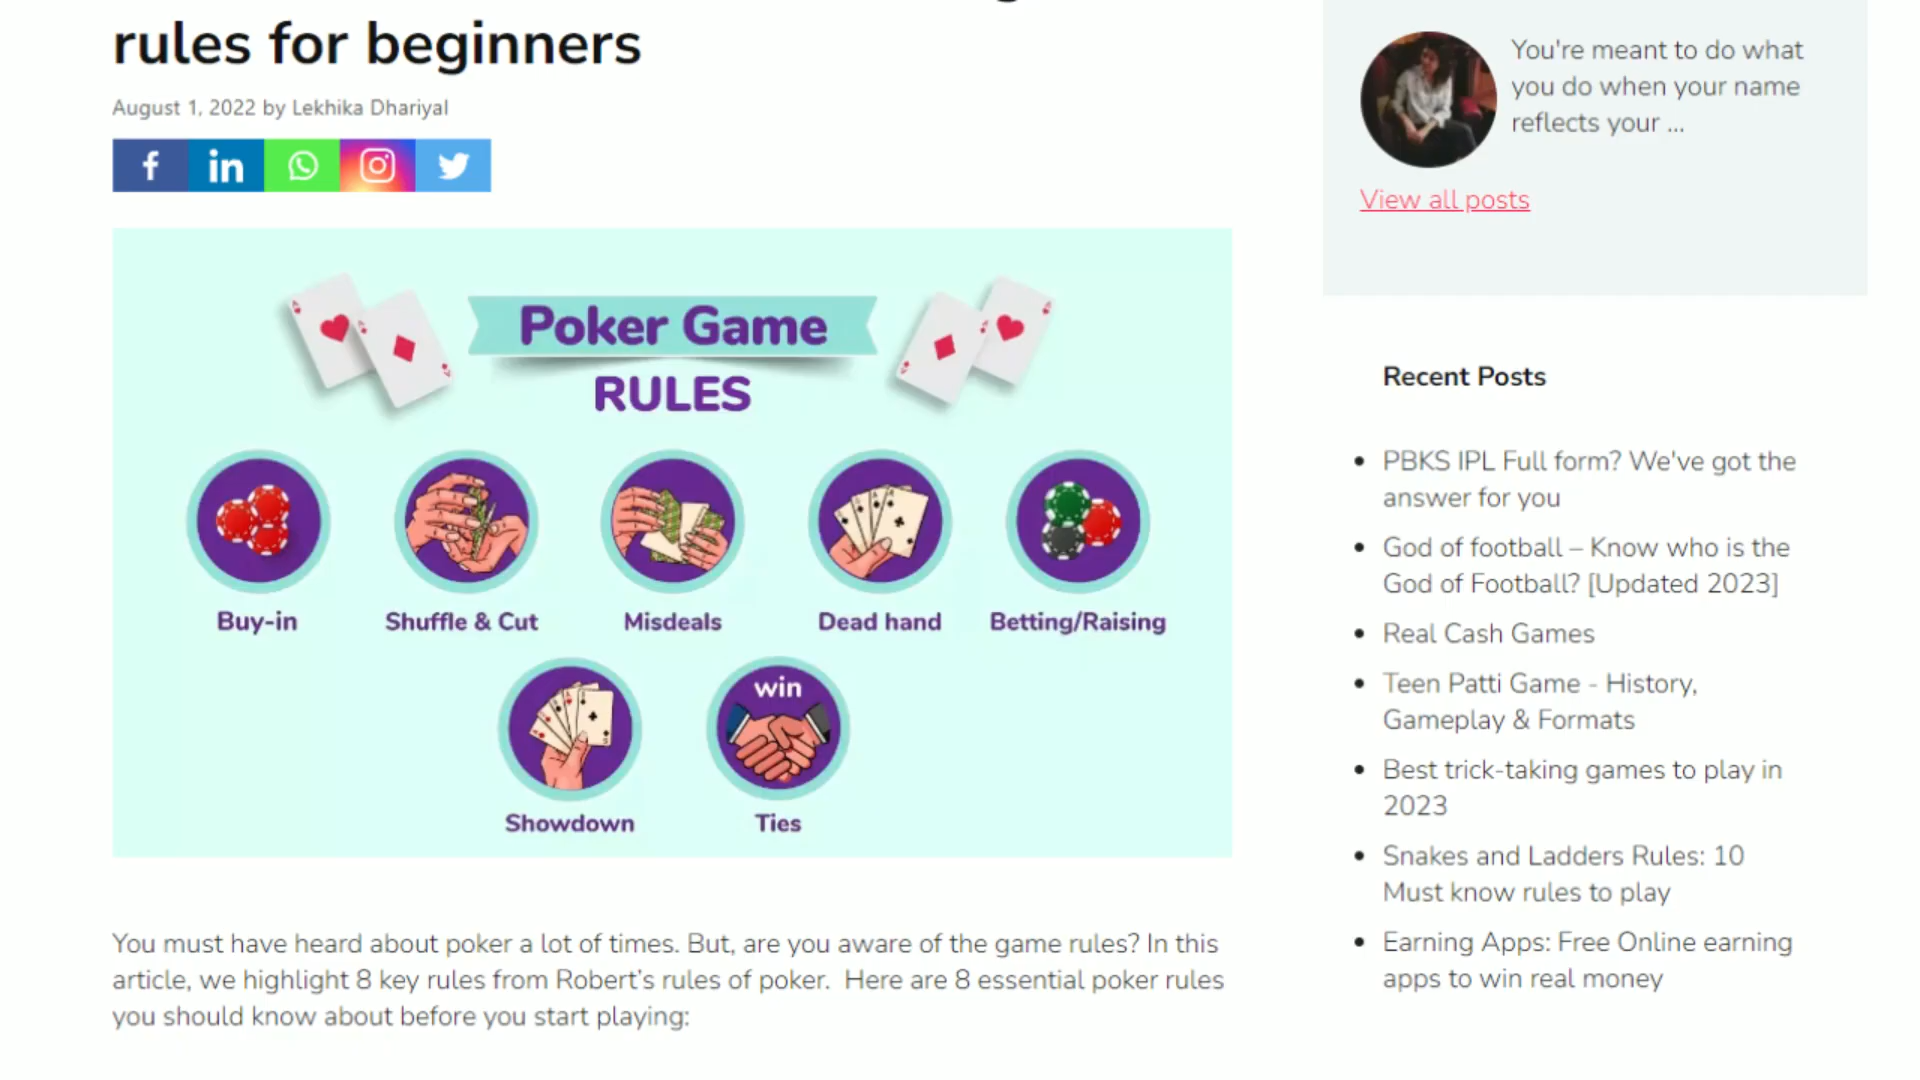 rules for beginners
August 1, 2022 by Lekhika Dhariyal
Poker Game
RULES
Buy-in
Shuffle & Cut
Misdeals
Dead hand
Betting/Raising
win
Showdown
Ties
You must have heard about poker a lot of times. But, are you aware of the game rules? In this
article, we highlight 8 key rules from Robert’s rules of poker.  Here are 8 essential poker rules
you should know about before you start playing:
You're meant to do what
you do when your name
reflects your ...
View all posts
Recent Posts
PBKS IPL Full form? We've got the
answer for you
God of football – Know who is the
God of Football? [Updated 2023]
Real Cash Games
Teen Patti Game - History,
Gameplay & Formats
Best trick-taking games to play in
2023
Snakes and Ladders Rules: 10
Must know rules to play
Earning Apps: Free Online earning
apps to win real money